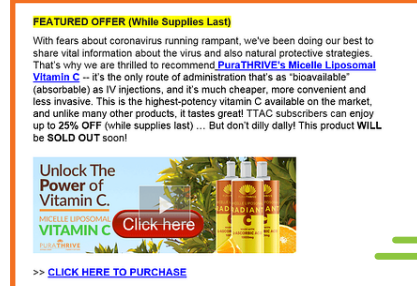 FEATURED OFFER (While Supplies Last)
With fears about coronavirus running rampant, we've been doing our best to
share vital information about the virus and also natural protective strategies.
That's why we are thrilled to recommend PuraTHRIVE's Micelle Liposomal
Vitamin C -- it's the only route of administration that's as "bioavailable"
(absorbable) as IV injections, and it's much cheaper, more convenient and
less invasive. This is the highest-potency vitamin C available on the market,
and unlike many other products, it tastes great! TTAC subscribers can enjoy
up to 25% OFF (while supplies last) … But don't dilly dally! This product WILL
be SOLD OUT soon!
Unlock The
Power of
Vitamin C.
MICELLE LIPOSOMAL
VITAMIN C
PURATHRIVE
Click here
RADIANT
C
>> CLICK HERE TO PURCHASE